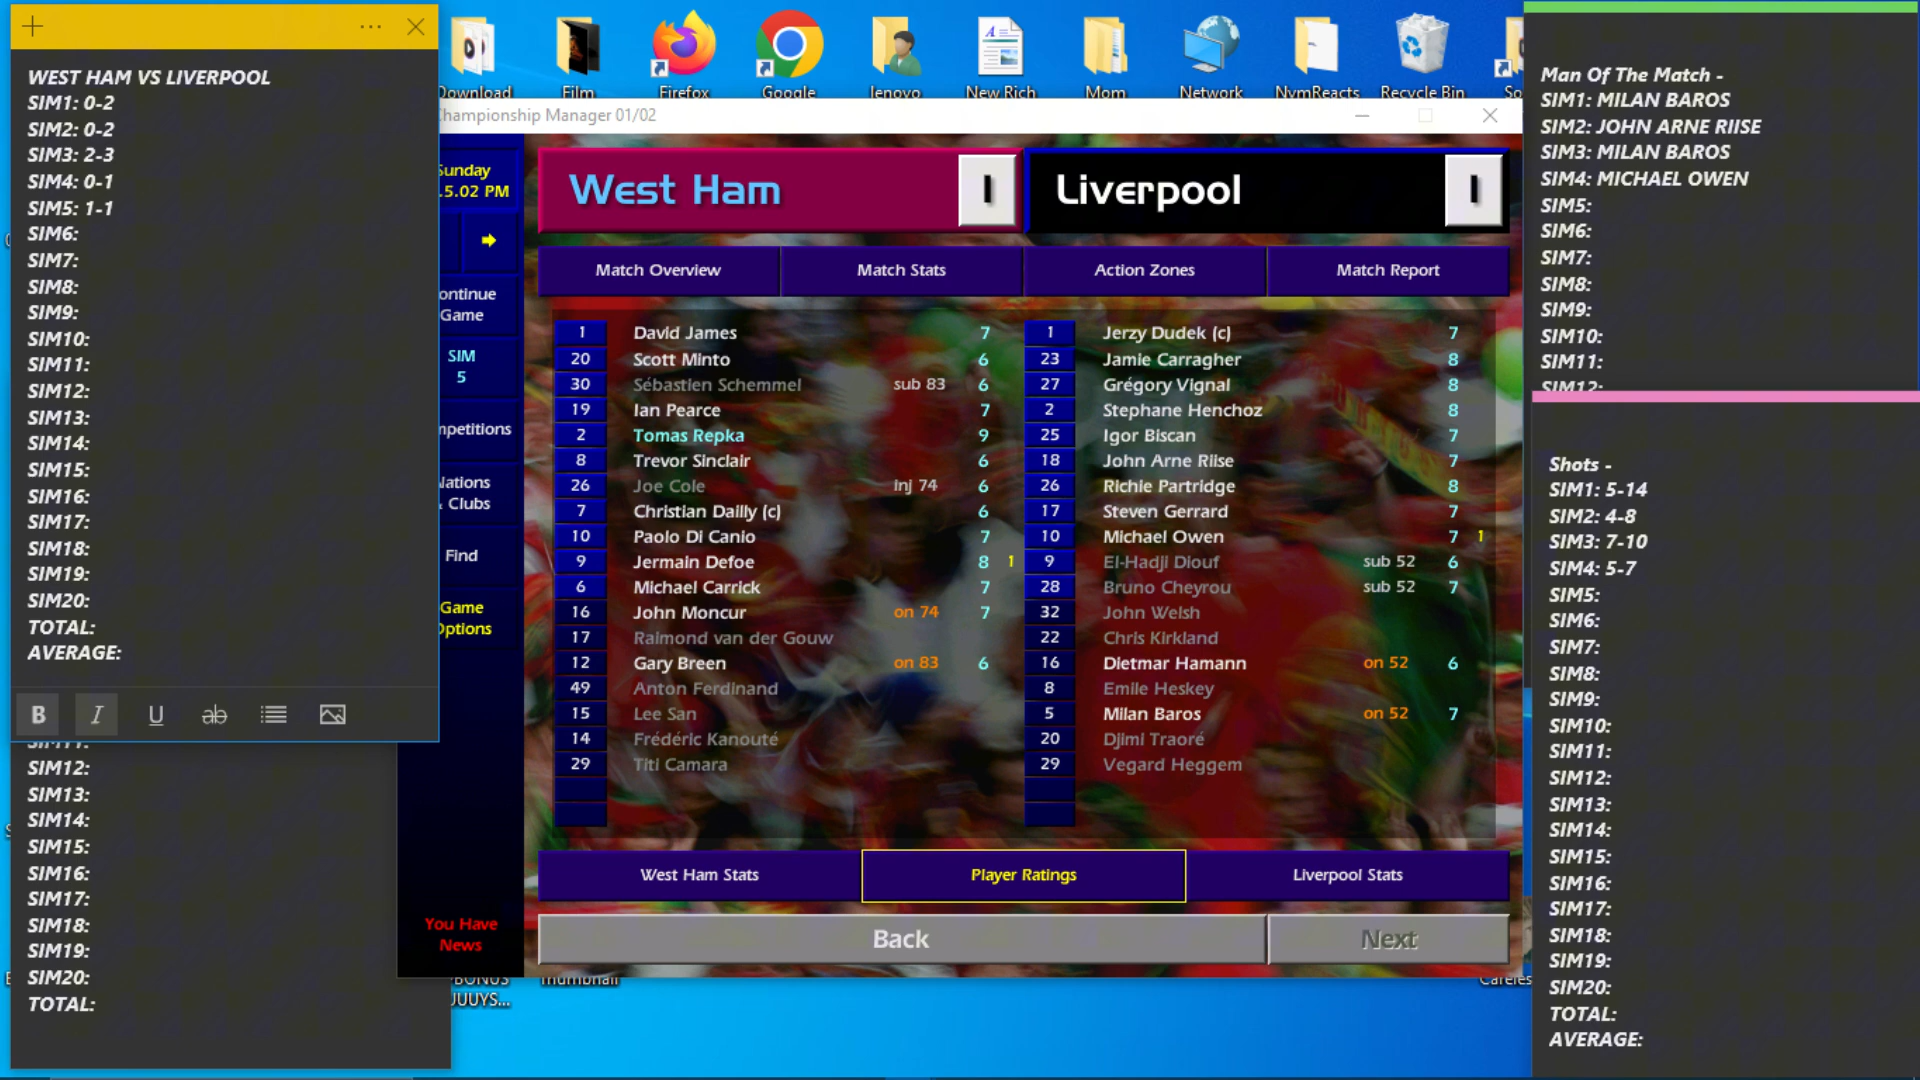 WEST HAM VS LIVERPOOL
SIM1: 0-2
SIM2: 0-2
SIM3: 2-3
SIM4: 0-1
SIM5: 1-1
SIM6:
SIM7:
SIM8:
SIM9:
SIM10:
SIM11:
SIM12:
SIM13:
SIM14:
SIM15:
SIM16:
SIM17:
SIM18:
SIM19:
SIM20:
TOTAL:
AVERAGE:
B I U ab
SIM12:
SIM13:
SIM14:
SIM15:
SIM16:
SIM17:
SIM18:
SIM19:
SIM20:
TOTAL:
Download Film Firefox Google lenovo New Rich Mom Network NymReacts Recycle Bin
Championship Manager 01/02
Sunday
.5.02 PM
ontinue
Game
SIM
5
mpetitions
Nations
& Clubs
Find
Game
Options
You Have
News
West Ham 1 Liverpool 1
Match Overview Match Stats Action Zones Match Report
1 David James 7 1 Jerzy Dudek (c) 7
20 Scott Minto 6 23 Jamie Carragher 8
30 Sébastien Schemmel sub 83 6 27 Grégory Vignal 8
19 Ian Pearce 7 2 Stephane Henchoz 8
2 Tomas Repka 9 25 Igor Biscan 7
8 Trevor Sinclair 6 18 John Arne Riise 7
26 Joe Cole inj 74 6 26 Richie Partridge 8
7 Christian Dailly (c) 6 17 Steven Gerrard 7
10 Paolo Di Canio 7 10 Michael Owen 7 1
9 Jermain Defoe 8 1 9 El-Hadji Diouf sub 52 6
6 Michael Carrick 7 28 Bruno Cheyrou sub 52 7
16 John Moncur on 74 7 32 John Welsh
17 Raimond van der Gouw 22 Chris Kirkland
12 Gary Breen on 83 6 16 Dietmar Hamann on 52 6
49 Anton Ferdinand 8 Emile Heskey
15 Lee San 5 Milan Baros on 52 7
14 Frédéric Kanouté 20 Djimi Traoré
29 Titi Camara 29 Vegard Heggem
West Ham Stats Player Ratings Liverpool Stats
Back Next
BONUS Thumbnail
UUUYS...
Careles
Man Of The Match -
SIM1: MILAN BAROS
SIM2: JOHN ARNE RIISE
SIM3: MILAN BAROS
SIM4: MICHAEL OWEN
SIM5:
SIM6:
SIM7:
SIM8:
SIM9:
SIM10:
SIM11:
SIM12:
Shots -
SIM1: 5-14
SIM2: 4-8
SIM3: 7-10
SIM4: 5-7
SIM5:
SIM6:
SIM7:
SIM8:
SIM9:
SIM10:
SIM11:
SIM12:
SIM13:
SIM14:
SIM15:
SIM16:
SIM17:
SIM18:
SIM19:
SIM20:
TOTAL:
AVERAGE: